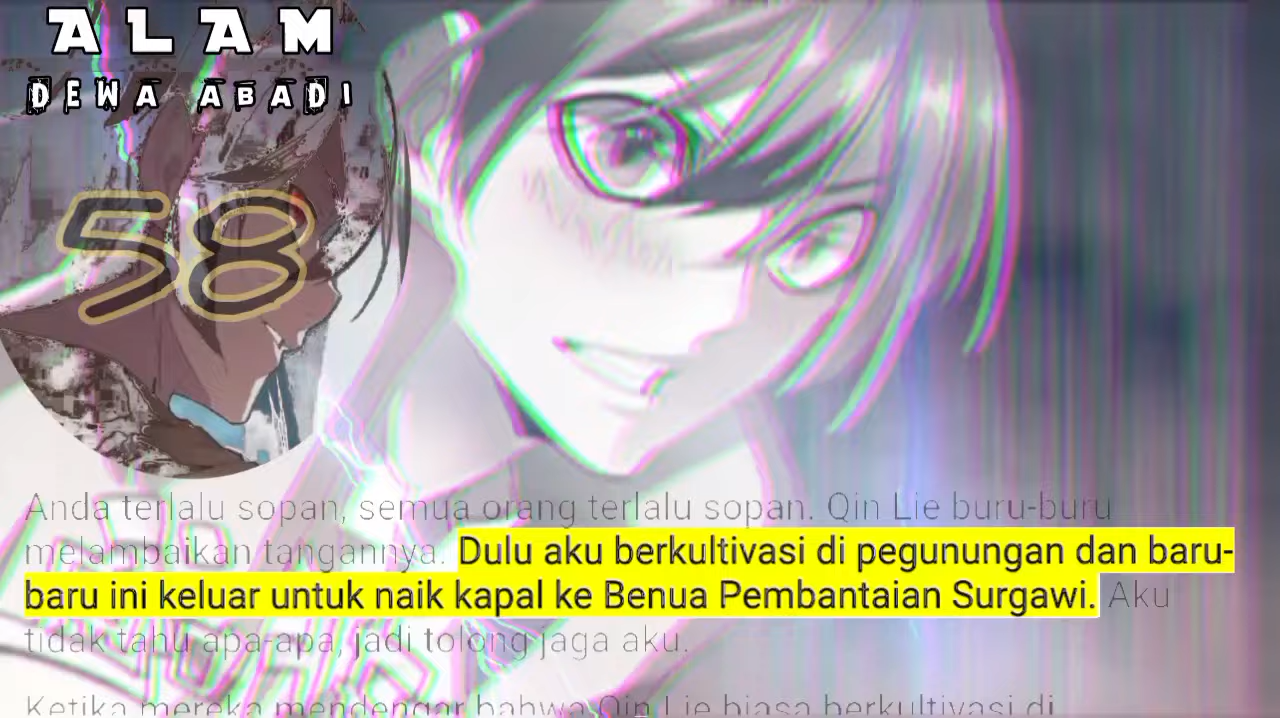 ALAM
DEWA ABADI
58
Anda terlalu sopan, semua orang terlalu sopan. Qin Lie buru-buru
melambaikan tangannya. Dulu aku berkultivasi di pegunungan dan baru-
baru ini keluar untuk naik kapal ke Benua Pembantaian Surgawi. Aku
tidak tahu apa-apa, jadi tolong jaga aku.
Ketika mereka mendengar bahwa Qin Lie biasa berkultivasi di